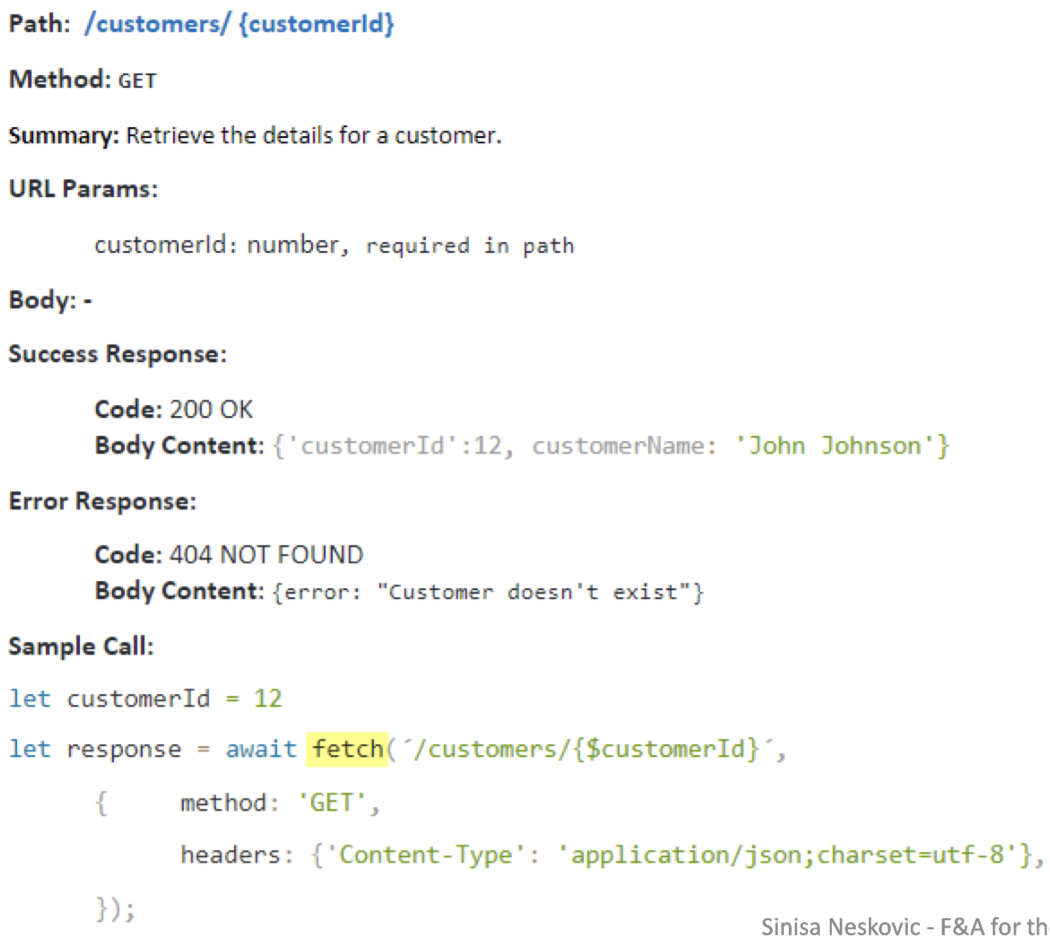 Path: /customers/ {customerId}
Method: GET
Summary: Retrieve the details for a customer.
URL Params:
customerId: number, required in path
Body: -
Success Response:
Code: 200 OK
Body Content: {'customerId':12, customerName: 'John Johnson'}
Error Response:
Code: 404 NOT FOUND
Body Content: {error: "Customer doesn't exist"}
Sample Call:
let customerId = 12
let response = await fetch(´/customers/{$customerId}´,
{ method: 'GET',
headers: {'Content-Type': 'application/json;charset=utf-8'},
});
Sinisa Neskovic - F&A for th